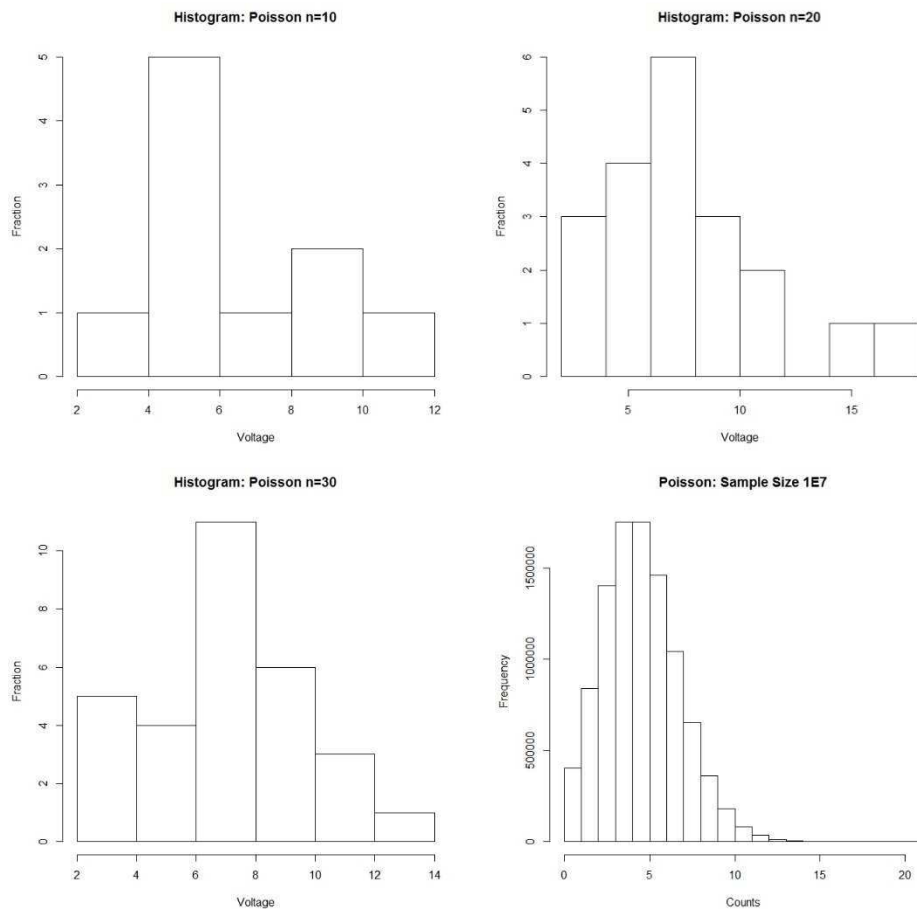 Histogram: Poisson n=10
Fraction
5
4
3
2
1
0
2 4 6 8 10 12
Voltage
Histogram: Poisson n=20
Fraction
6
5
4
3
2
1
0
5 10 15
Voltage
Histogram: Poisson n=30
Fraction
10
8
6
4
2
0
2 4 6 8 10 12 14
Voltage
Poisson: Sample Size 1E7
Frequency
1500000
1000000
500000
0
0 5 10 15 20
Counts